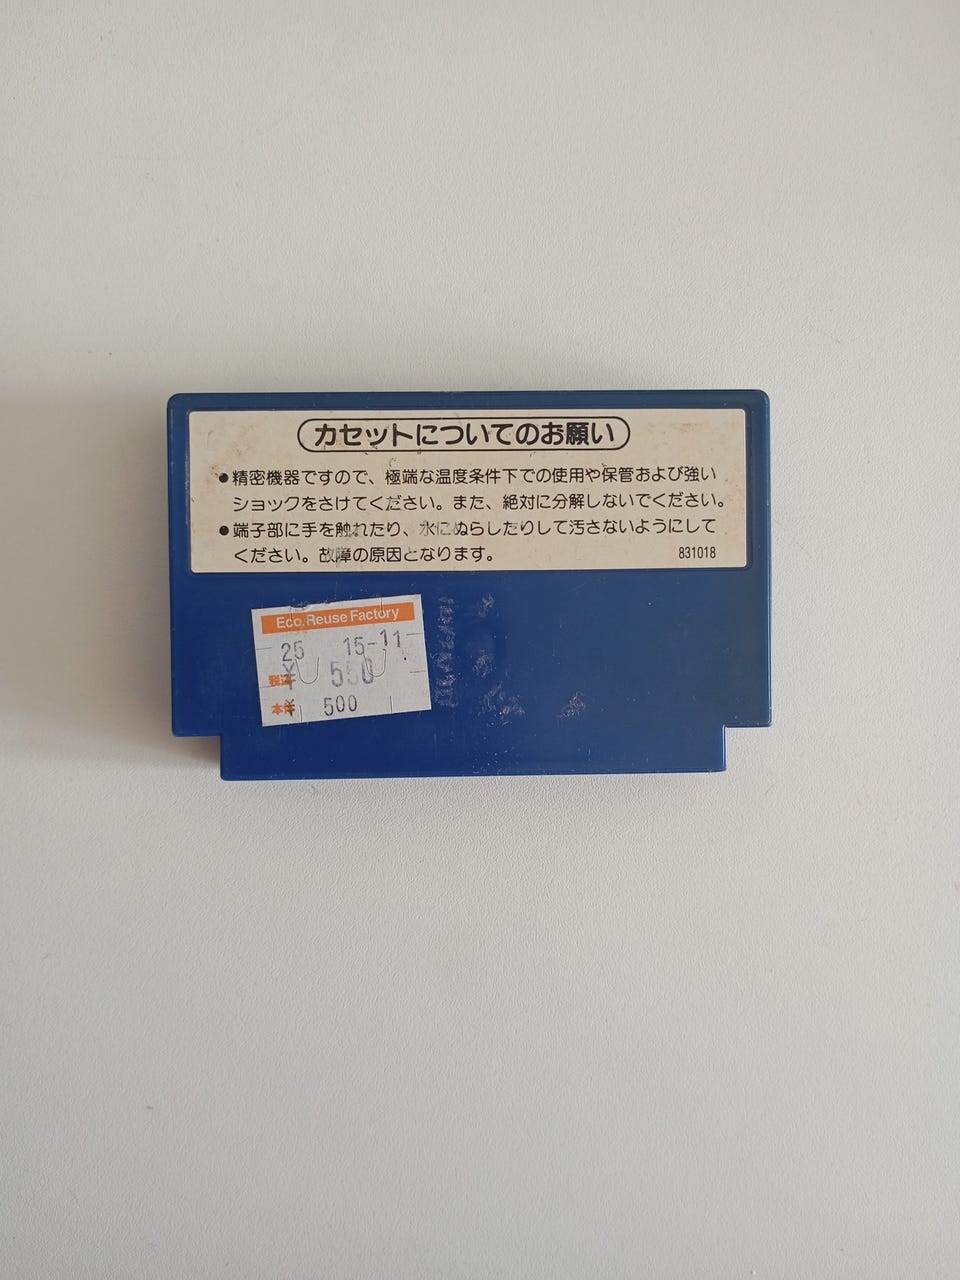 カセットについてのお願い
●精密機器ですので、極端な温度条件下での使用や保管および強い
ショックをさけてください。また、絶対に分解しないでください。
●端子部に手を触れたり、水にぬらしたりして汚さないようにして
ください。故障の原因となります。
831018
Eco Reuse Factory
25 15-11
税込 ¥ 550
本体 ¥ 500